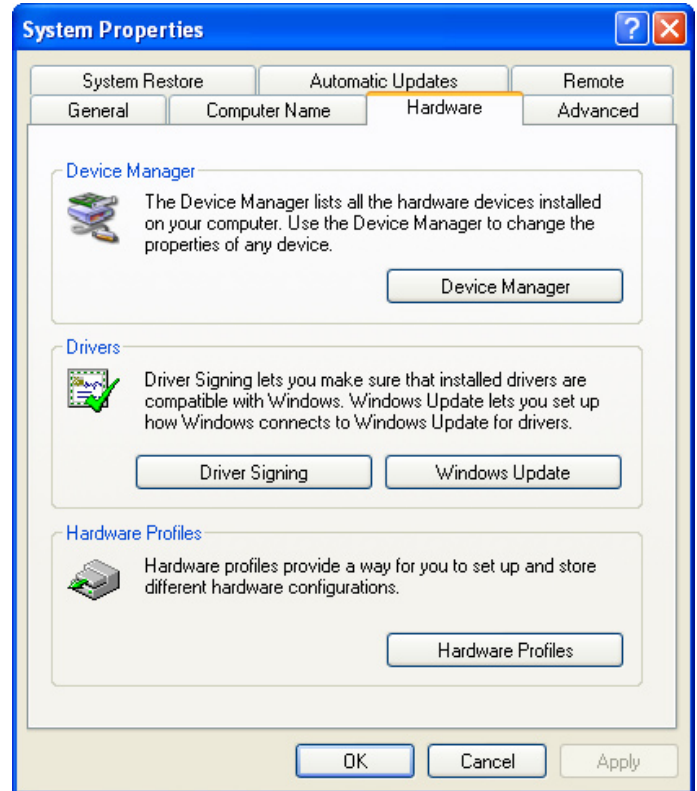 System Properties
System Restore Automatic Updates Remote
General Computer Name Hardware Advanced
Device Manager
The Device Manager lists all the hardware devices installed
on your computer. Use the Device Manager to change the
properties of any device.
Device Manager
Drivers
Driver Signing lets you make sure that installed drivers are
compatible with Windows. Windows Update lets you set up
how Windows connects to Windows Update for drivers.
Driver Signing Windows Update
Hardware Profiles
Hardware profiles provide a way for you to set up and store
different hardware configurations.
Hardware Profiles
OK Cancel Apply